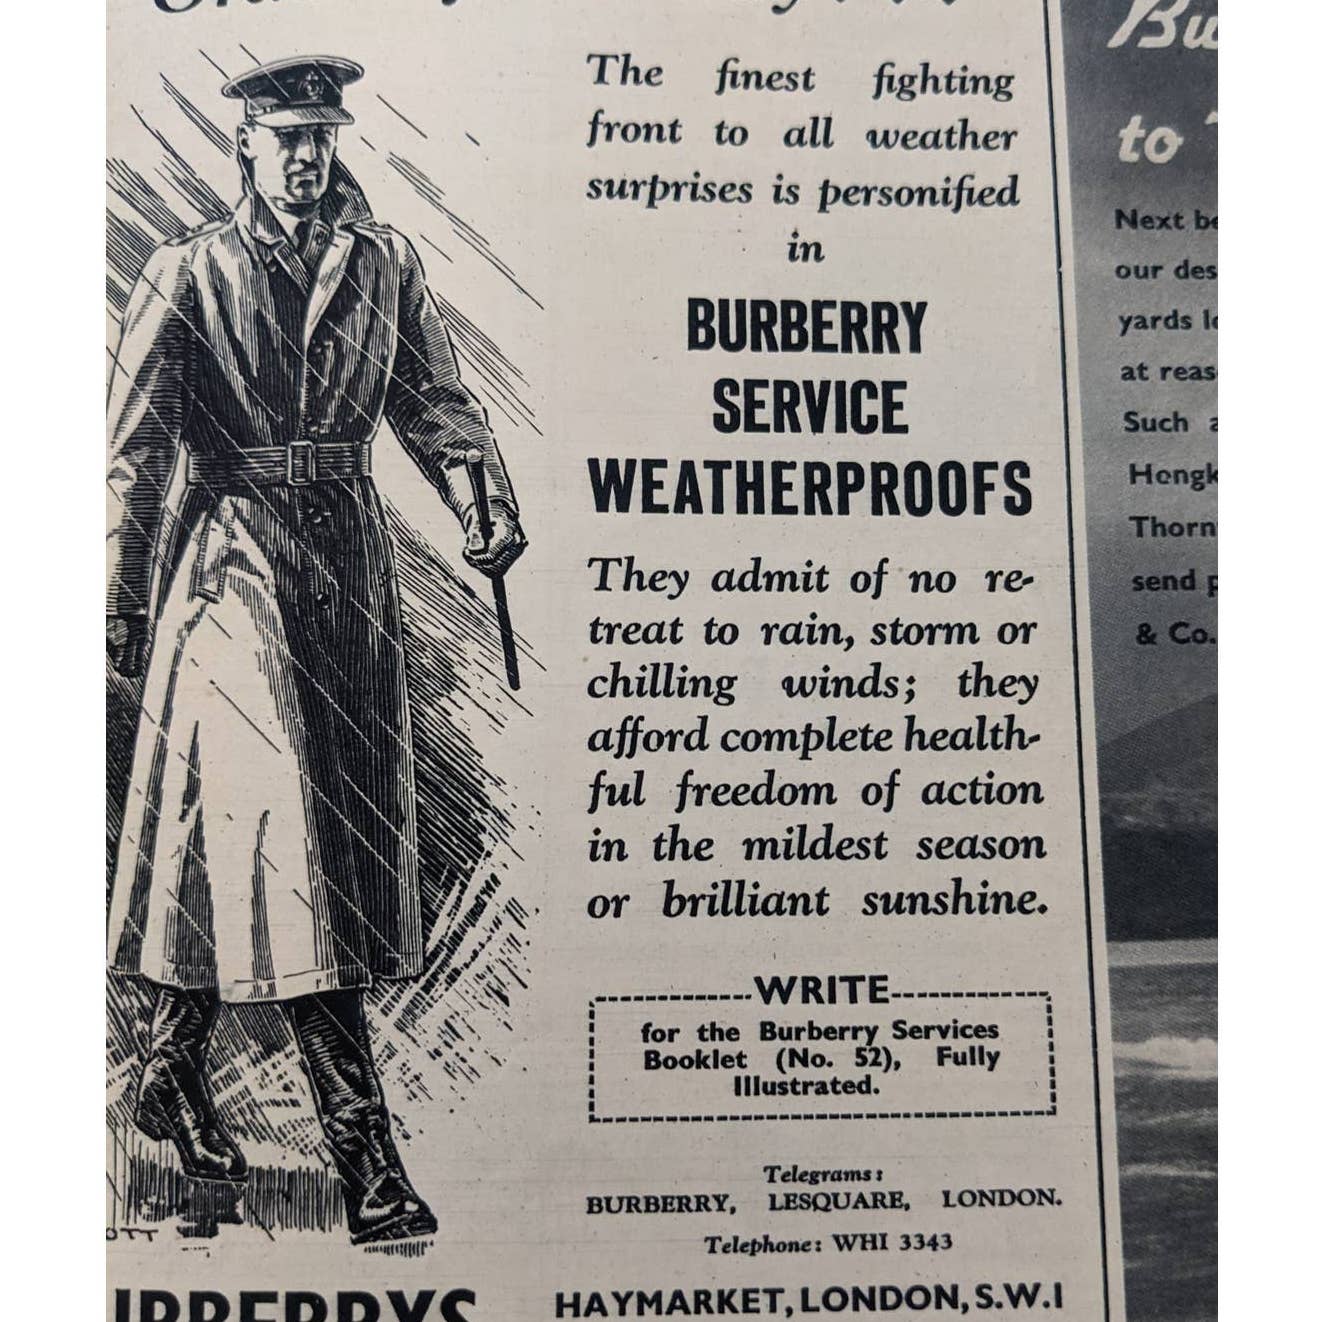 The finest fighting
front to all weather
surprises is personified
in
BURBERRY
SERVICE
WEATHERPROOFS
They admit of no re-
treat to rain, storm or
chilling winds; they
afford complete health-
ful freedom of action
in the mildest season
or brilliant sunshine.
WRITE
for the Burberry Services
Booklet (No. 52), Fully
Illustrated.
Telegrams:
BURBERRY, LESQUARE, LONDON.
Telephone: WHI 3343
HAYMARKET, LONDON, S.W.1
to
Next
our
yards
at
Such
send
& Co.